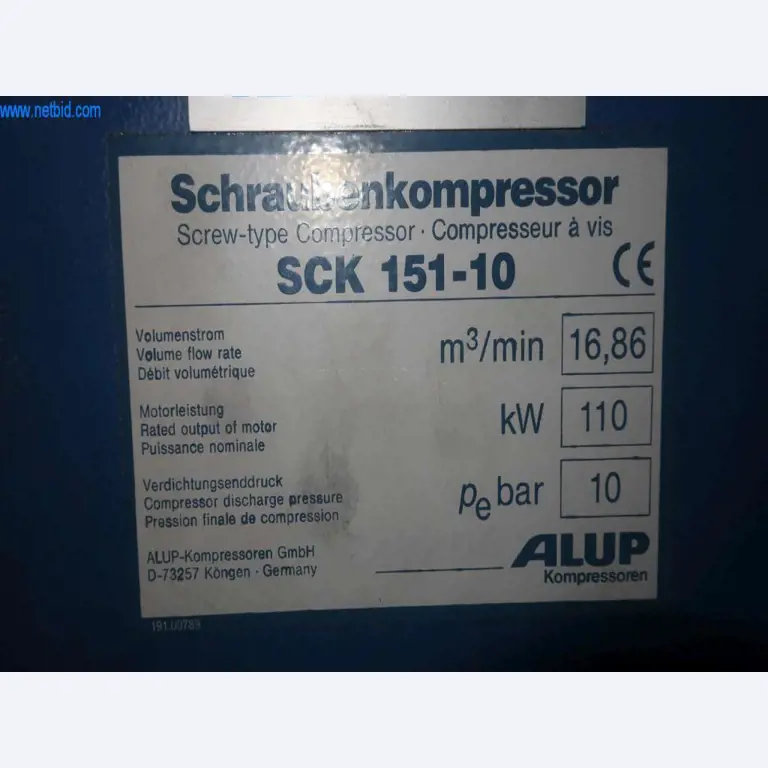 www.netbid.com
Schraubenkompressor
Screw-type Compressor · Compresseur à vis
SCK 151-10 CE
Volumenstrom
Volume flow rate
Débit volumétrique
m³/min 16,86
Motorleistung
Rated output of motor
Puissance nominale
kW 110
Verdichtungsenddruck
Compressor discharge pressure
Pression finale de compression
pe bar 10
ALUP-Kompressoren GmbH
D-73257 Köngen · Germany
ALUP
Kompressoren
191.00789